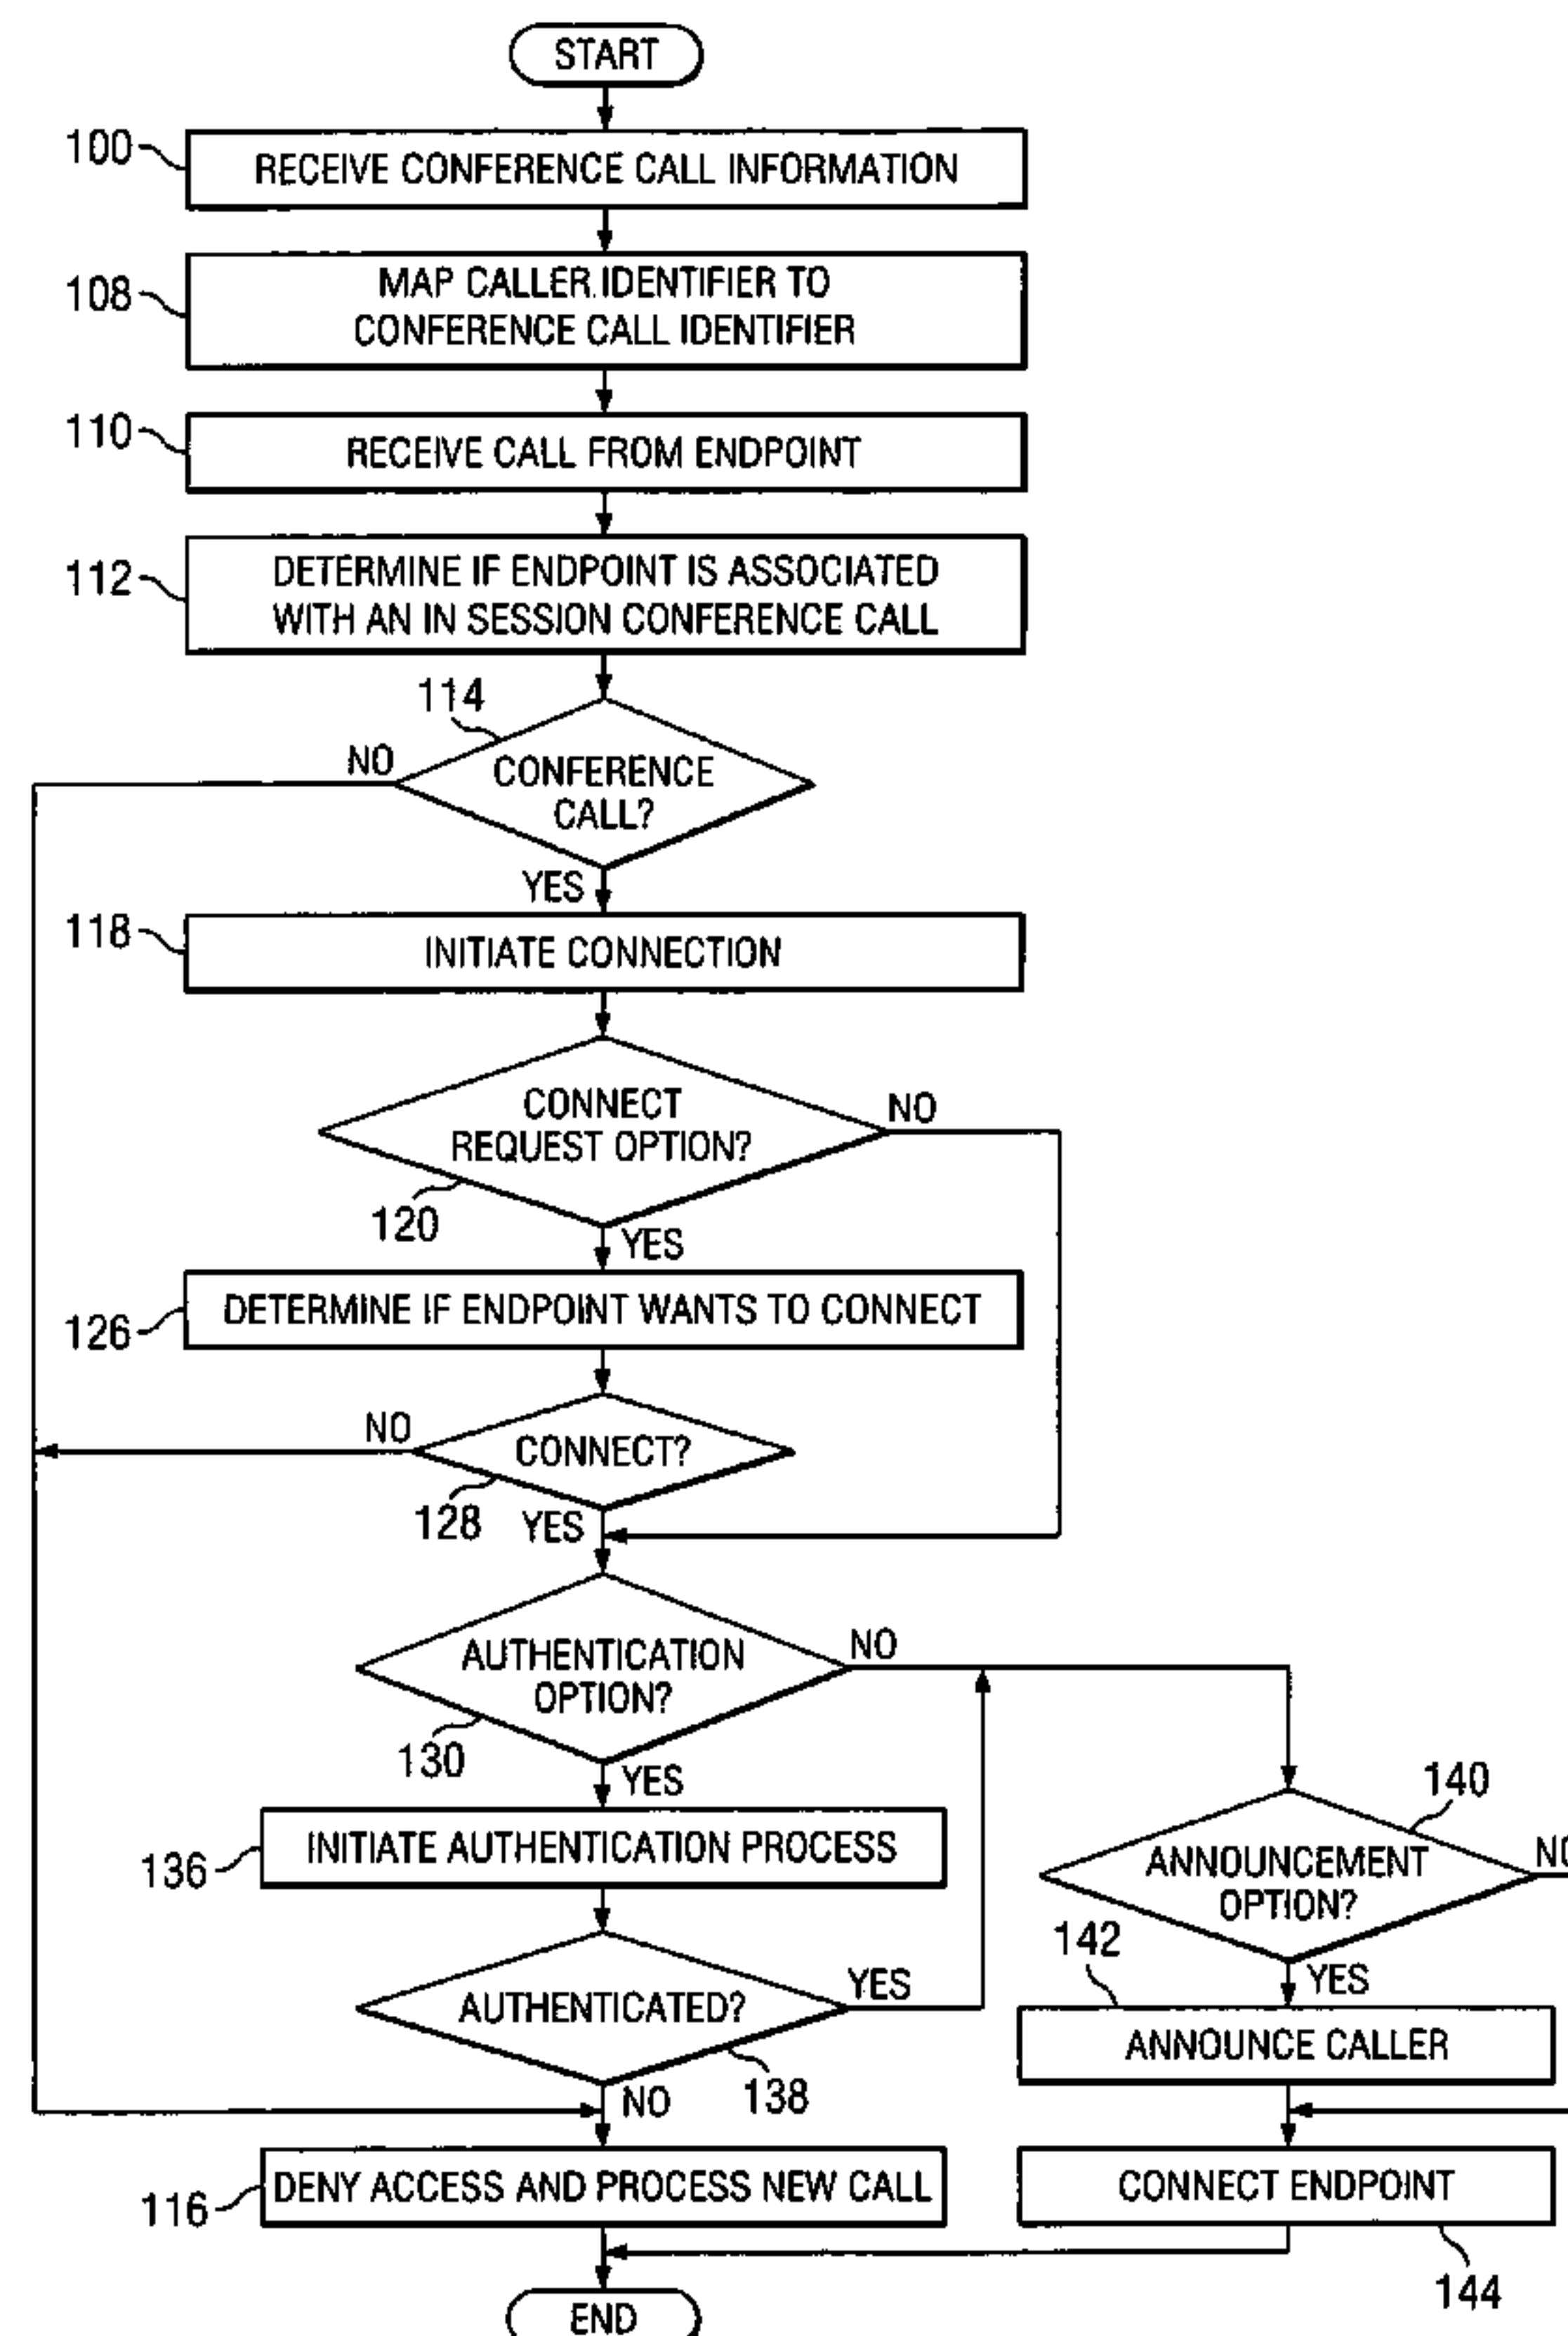 START
100
RECEIVE CONFERENCE CALL INFORMATION
108
MAP CALLER IDENTIFIER TO
CONFERENCE CALL IDENTIFIER
110
RECEIVE CALL FROM ENDPOINT
112
DETERMINE IF ENDPOINT IS ASSOCIATED
WITH AN IN SESSION CONFERENCE CALL
114
NO
CONFERENCE
CALL?
YES
118
INITIATE CONNECTION
CONNECT
REQUEST OPTION?
NO
120
YES
126
DETERMINE IF ENDPOINT WANTS TO CONNECT
NO
CONNECT?
128
YES
AUTHENTICATION
OPTION?
NO
130
YES
136
INITIATE AUTHENTICATION PROCESS
140
ANNOUNCEMENT
OPTION?
NO
142
YES
AUTHENTICATED?
YES
138
NO
ANNOUNCE CALLER
116
DENY ACCESS AND PROCESS NEW CALL
CONNECT ENDPOINT
144
END